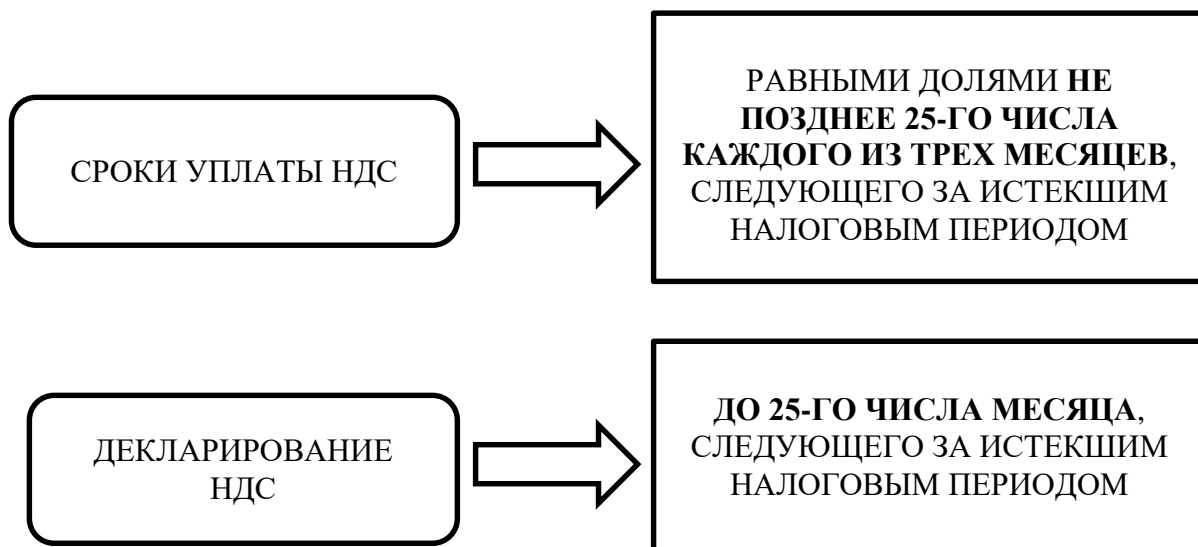 СРОКИ УПЛАТЫ НДС
РАВНЫМИ ДОЛЯМИ НЕ
ПОЗДНЕЕ 25-ГО ЧИСЛА
КАЖДОГО ИЗ ТРЕХ МЕСЯЦЕВ,
СЛЕДУЮЩЕГО ЗА ИСТЕКШИМ
НАЛОГОВЫМ ПЕРИОДОМ
ДЕКЛАРИРОВАНИЕ
НДС
ДО 25-ГО ЧИСЛА МЕСЯЦА,
СЛЕДУЮЩЕГО ЗА ИСТЕКШИМ
НАЛОГОВЫМ ПЕРИОДОМ